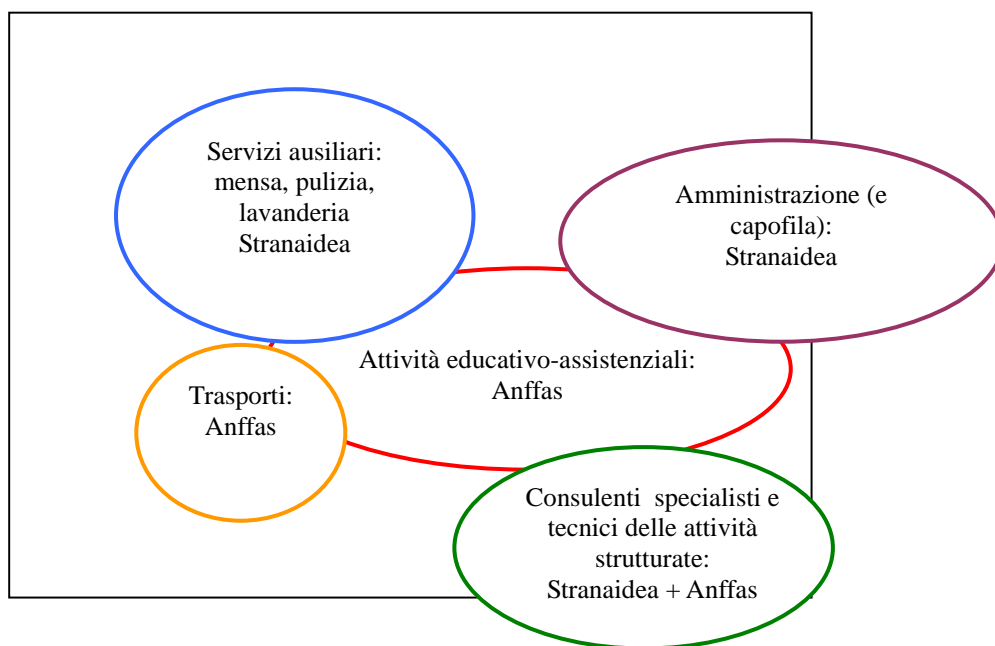 Servizi ausiliari:
mensa, pulizia,
lavanderia
Stranaidea
Amministrazione (e
capofila):
Stranaidea
Attività educativo-assistenziali:
Anffas
Trasporti:
Anffas
Consulenti  specialisti e
tecnici delle attività
strutturate:
Stranaidea + Anffas